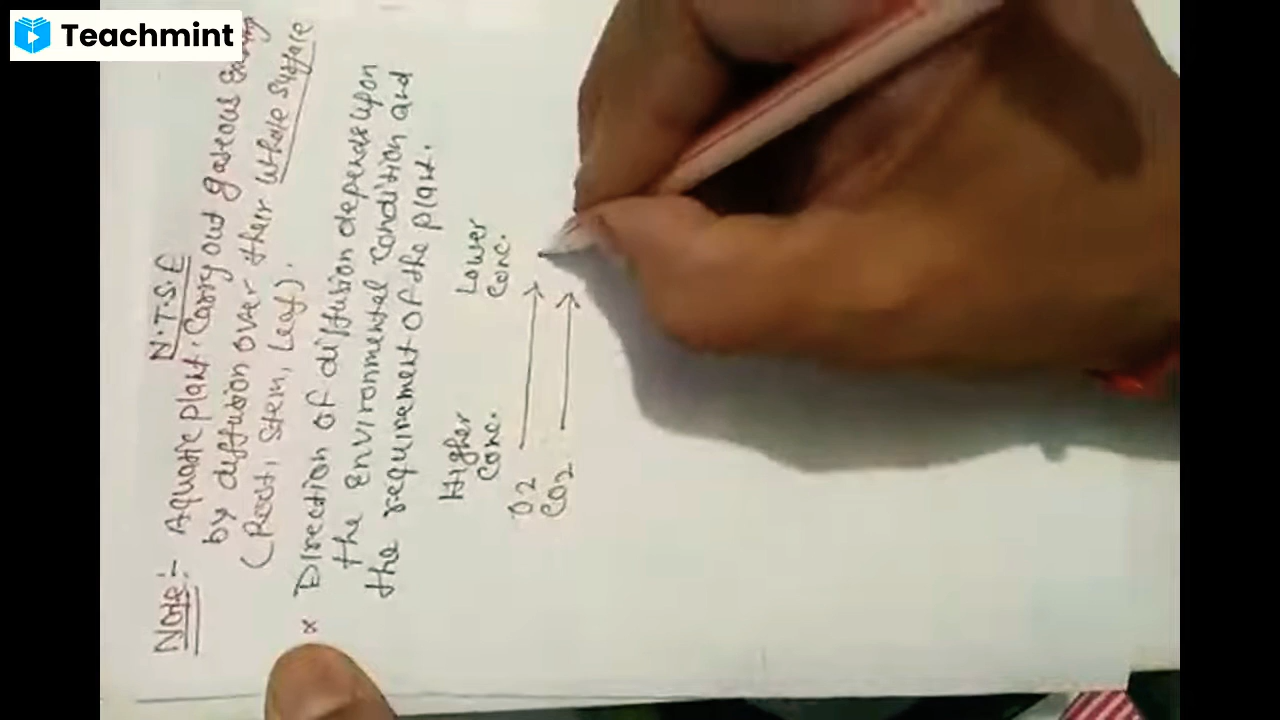 Teachmint
N.T.S.E
Note:- Aquatic plant. Carry out gaseous
by diffusion over their whole surface
(Root, Stem, Leaf).
× Direction of diffusion depends upon
the environmental condition and
the requirement of the plant.
Higher Lower
Conc. Conc.
O2 →
CO2 →